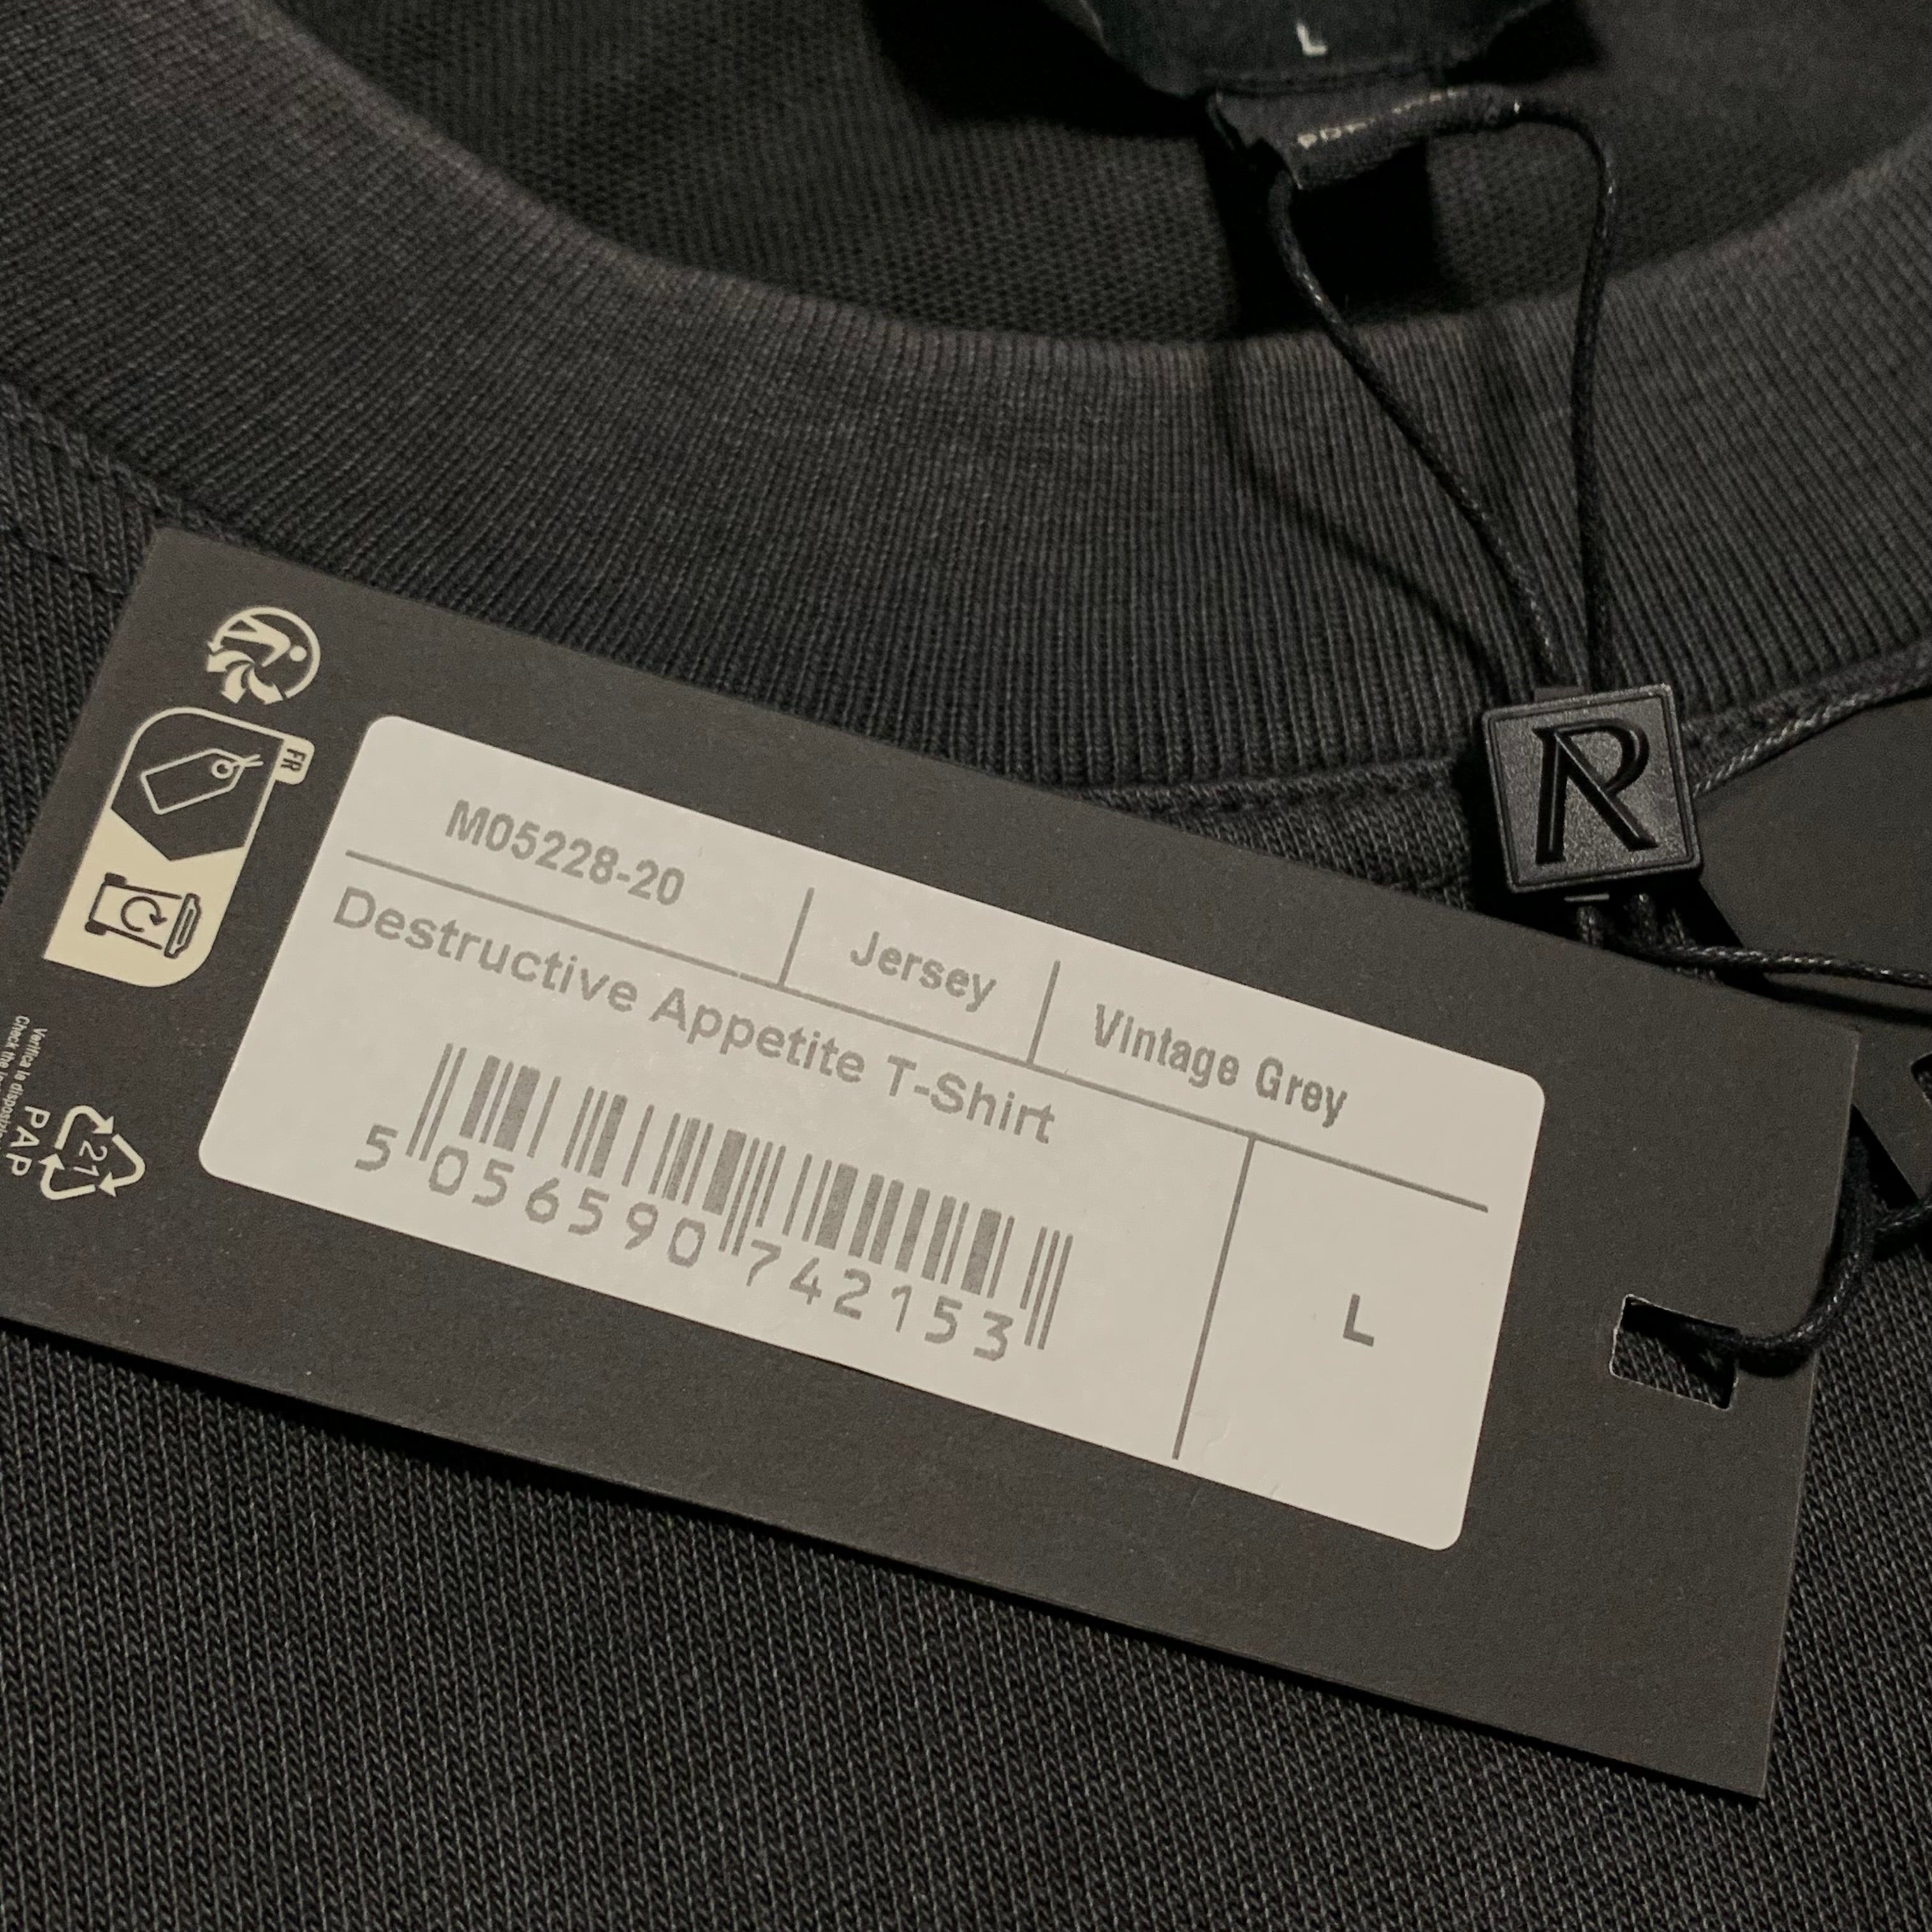 L
R
FR
M05228-20
Jersey
Vintage Grey
Destructive Appetite T-Shirt
5 056590 742153
L
21
PAP